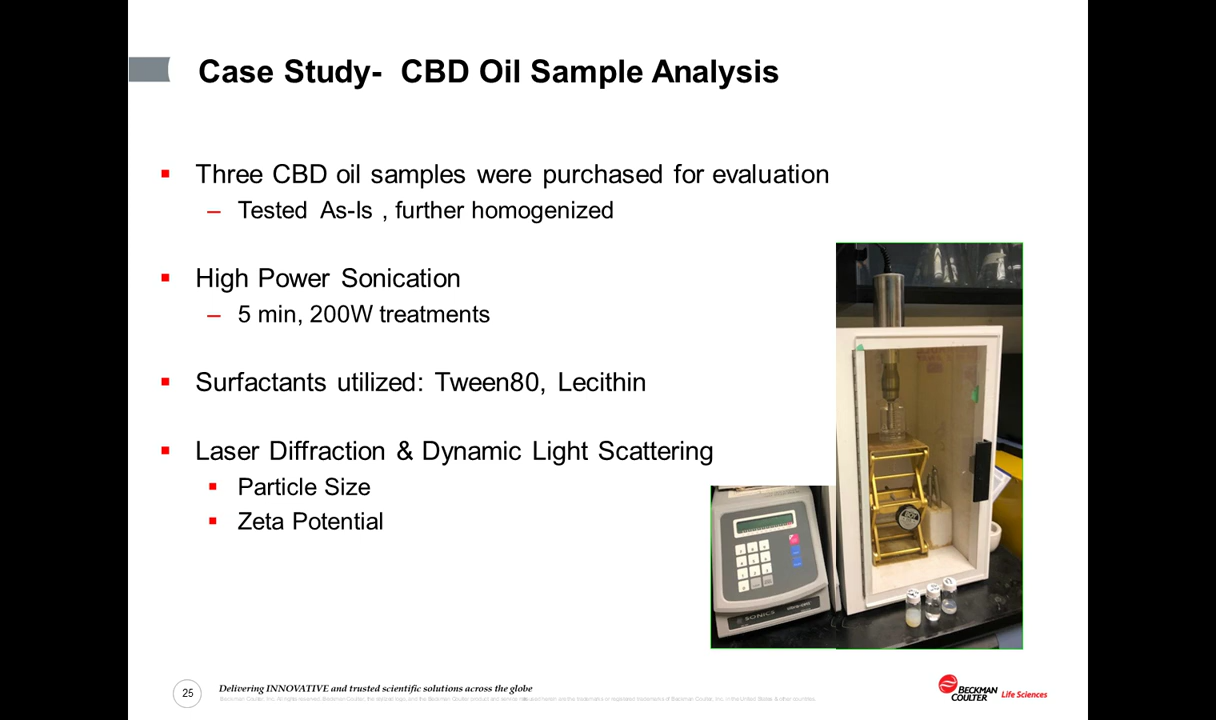 Case Study- CBD Oil Sample Analysis
Three CBD oil samples were purchased for evaluation
– Tested As-Is , further homogenized
High Power Sonication
– 5 min, 200W treatments
Surfactants utilized: Tween80, Lecithin
Laser Diffraction & Dynamic Light Scattering
Particle Size
Zeta Potential
SONICS
25
Delivering INNOVATIVE and trusted scientific solutions across the globe
BECKMAN
COULTER
Life Sciences